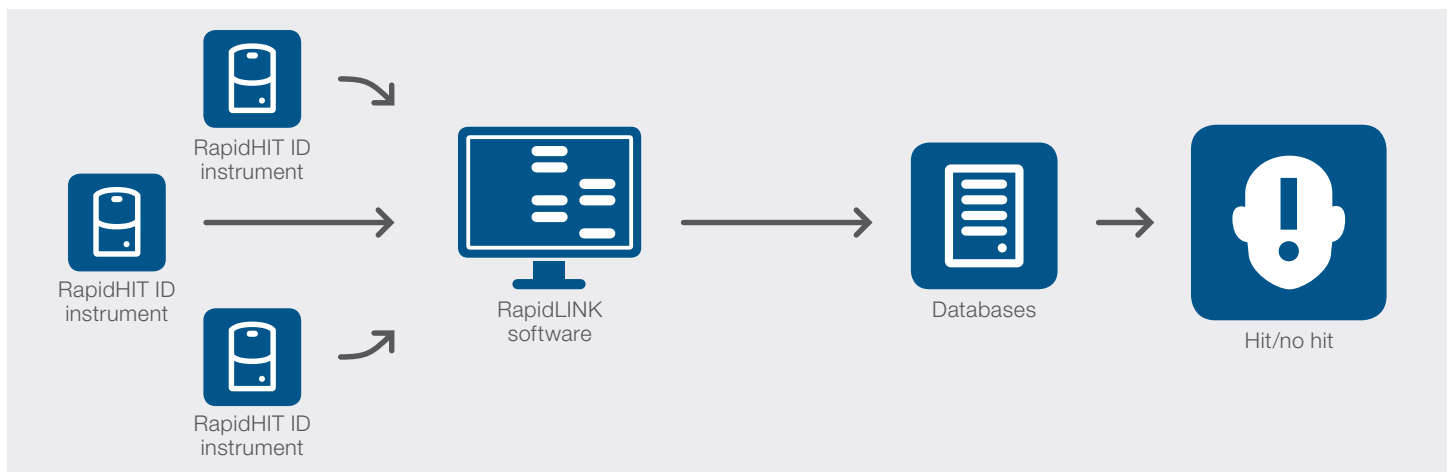 RapidHIT ID
instrument
RapidHIT ID
instrument
RapidHIT ID
instrument
RapidLINK
software
Databases
Hit/no hit